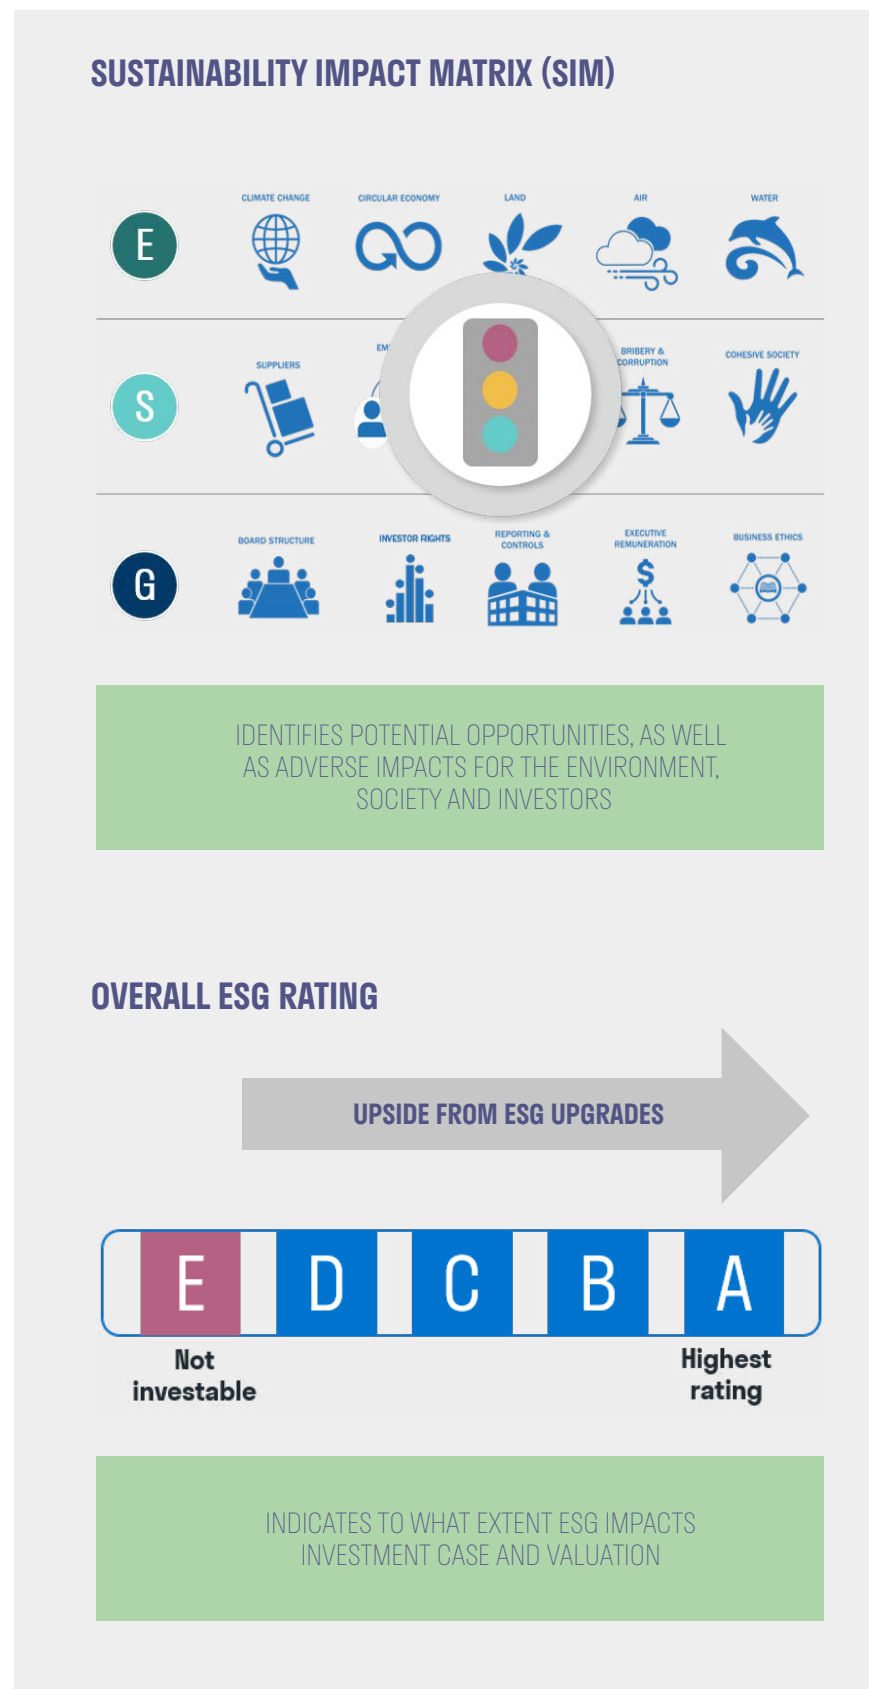 SUSTAINABILITY IMPACT MATRIX (SIM)
E
CLIMATE CHANGE
CIRCULAR ECONOMY
LAND
AIR
WATER
S
SUPPLIERS
BRIBERY &
CORRUPTION
COHESIVE SOCIETY
G
BOARD STRUCTURE
INVESTOR RIGHTS
REPORTING &
CONTROLS
EXECUTIVE
REMUNERATION
BUSINESS ETHICS
IDENTIFIES POTENTIAL OPPORTUNITIES, AS WELL
AS ADVERSE IMPACTS FOR THE ENVIRONMENT,
SOCIETY AND INVESTORS
OVERALL ESG RATING
UPSIDE FROM ESG UPGRADES
E D C B A
Not
investable
Highest
rating
INDICATES TO WHAT EXTENT ESG IMPACTS
INVESTMENT CASE AND VALUATION